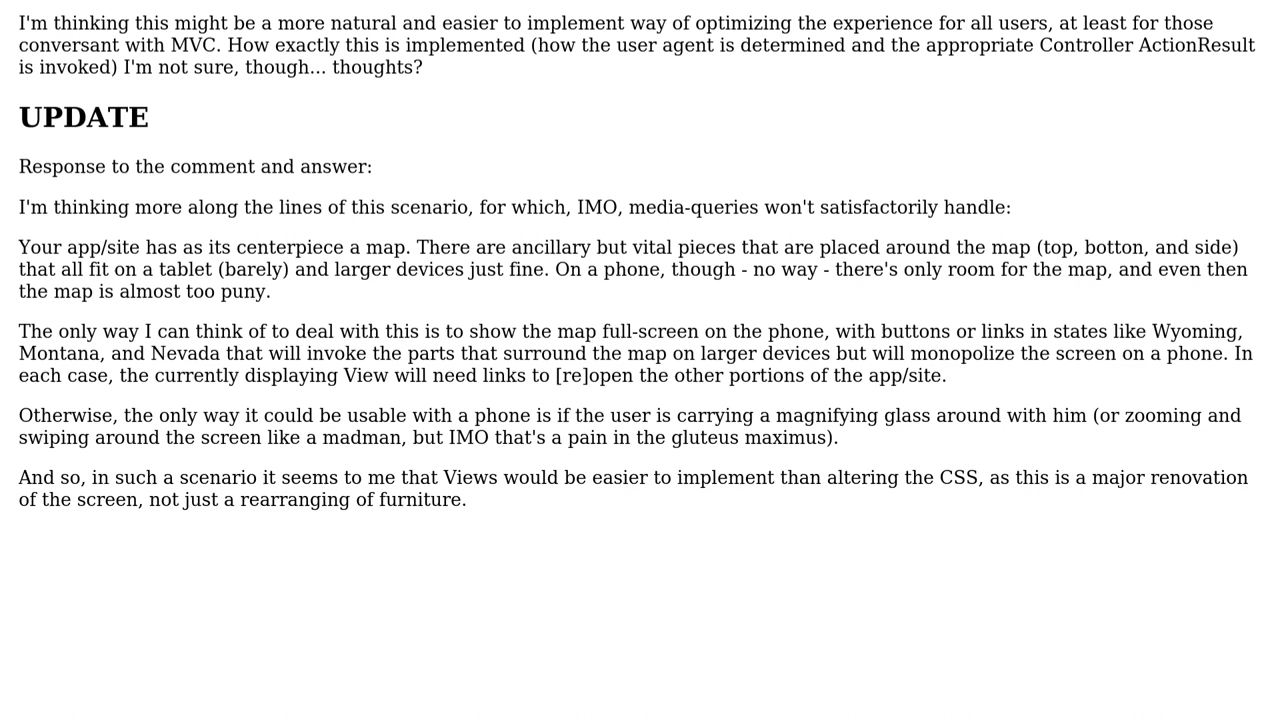 I'm thinking this might be a more natural and easier to implement way of optimizing the experience for all users, at least for those
conversant with MVC. How exactly this is implemented (how the user agent is determined and the appropriate Controller ActionResult
is invoked) I'm not sure, though... thoughts?
UPDATE
Response to the comment and answer:
I'm thinking more along the lines of this scenario, for which, IMO, media-queries won't satisfactorily handle:
Your app/site has as its centerpiece a map. There are ancillary but vital pieces that are placed around the map (top, botton, and side)
that all fit on a tablet (barely) and larger devices just fine. On a phone, though - no way - there's only room for the map, and even then
the map is almost too puny.
The only way I can think of to deal with this is to show the map full-screen on the phone, with buttons or links in states like Wyoming,
Montana, and Nevada that will invoke the parts that surround the map on larger devices but will monopolize the screen on a phone. In
each case, the currently displaying View will need links to [re]open the other portions of the app/site.
Otherwise, the only way it could be usable with a phone is if the user is carrying a magnifying glass around with him (or zooming and
swiping around the screen like a madman, but IMO that's a pain in the gluteus maximus).
And so, in such a scenario it seems to me that Views would be easier to implement than altering the CSS, as this is a major renovation
of the screen, not just a rearranging of furniture.